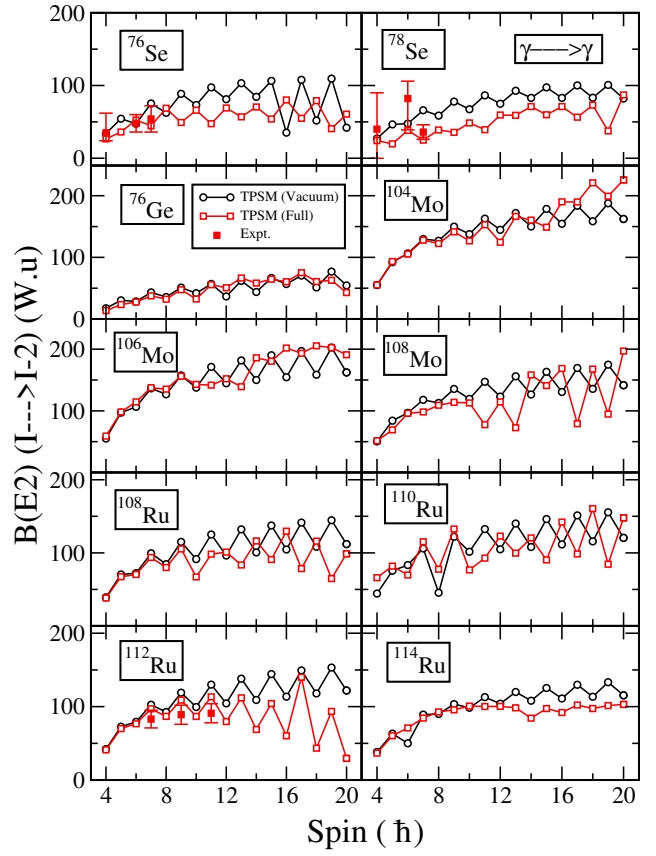 200
150
100
50
0
⁷⁶Se
⁷⁸Se
γ--->γ
200
100
0
⁷⁶Ge
TPSM (Vacuum)
TPSM (Full)
Expt.
¹⁰⁴Mo
200
100
¹⁰⁶Mo
¹⁰⁸Mo
200
100
¹⁰⁸Ru
¹¹⁰Ru
200
100
0
¹¹²Ru
¹¹⁴Ru
4 8 12 16 20 4 8 12 16 20
Spin ( ħ)
B(E2) (I--->I-2) (W.u)